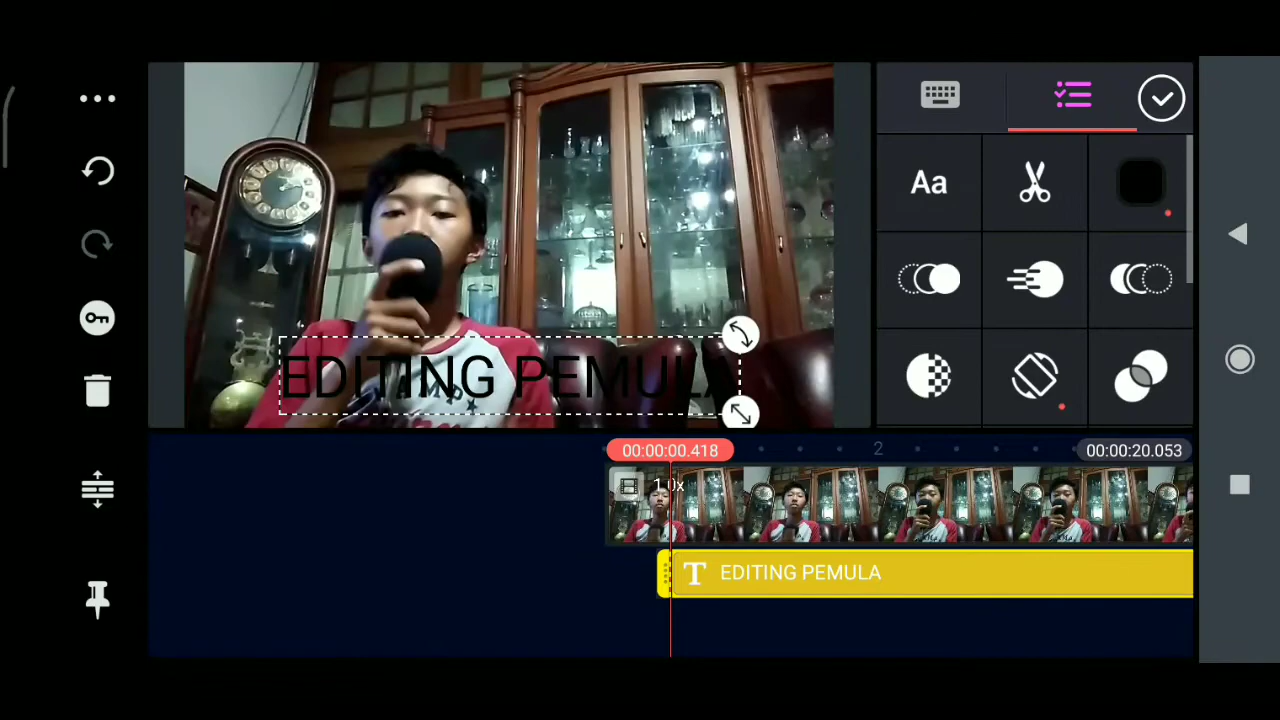 Aa
EDITING PEMULA
00:00:00.418
2
00:00:20.053
1.0x
EDITING PEMULA